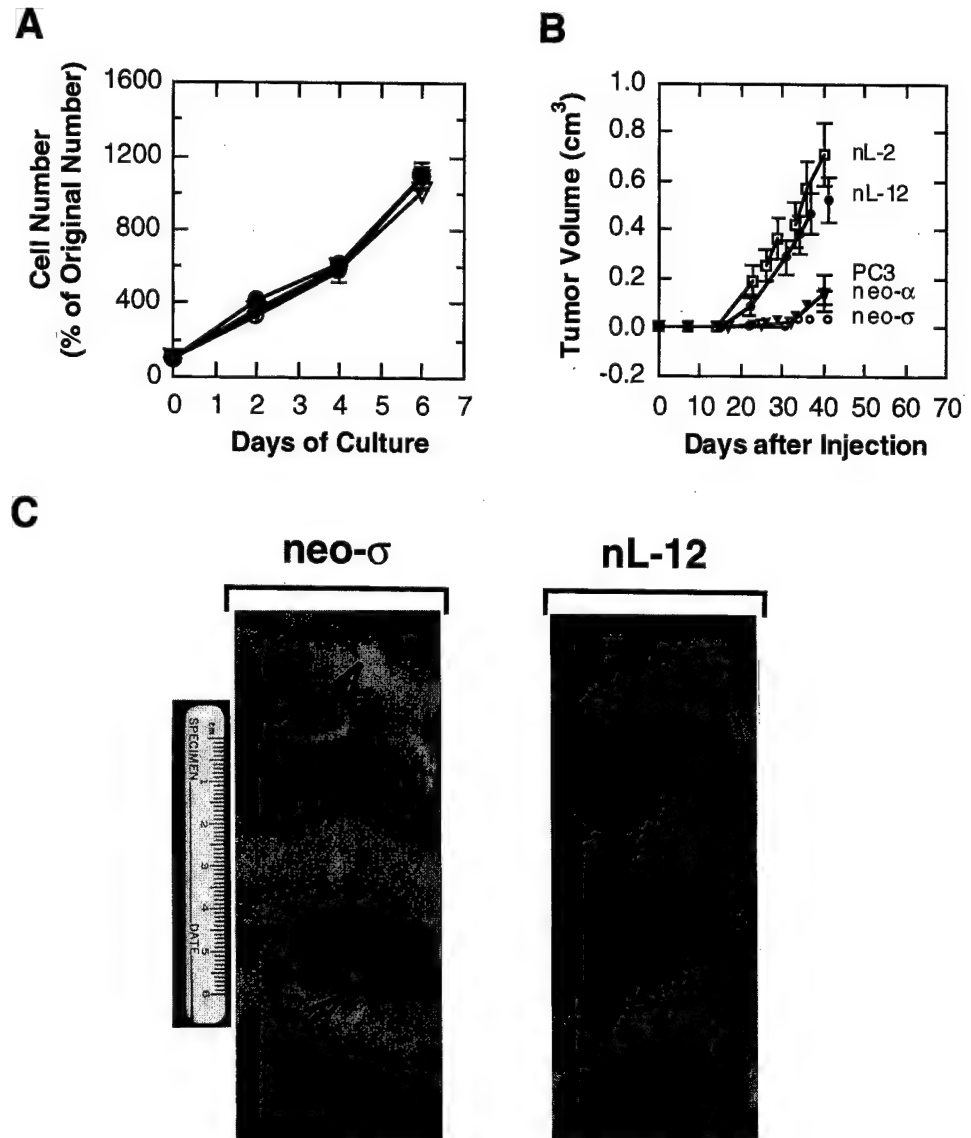 A
Cell Number
(% of Original Number)
1600
1200
800
400
0
0 1 2 3 4 5 6 7
Days of Culture
B
Tumor Volume (cm³)
1.0
0.8
0.6
0.4
0.2
0.0
-0.2
0 10 20 30 40 50 60 70
Days after Injection
nL-2
nL-12
PC3
neo-α
neo-σ
C
neo-σ
nL-12
SPECIMEN
DATE
cm
1
2
3
4
5
6